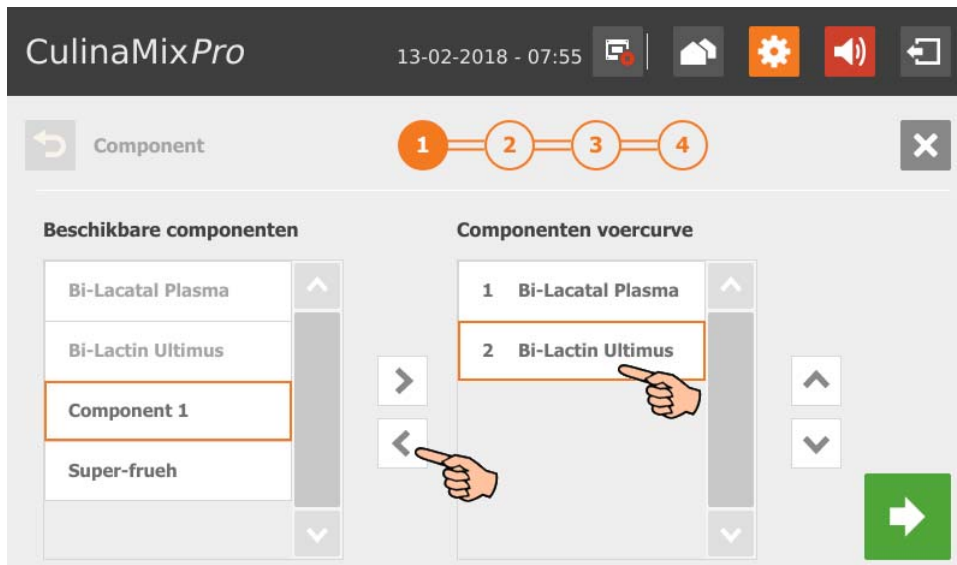 CulinaMixPro 13-02-2018 - 07:55
Component 1 2 3 4
Beschikbare componenten
Bi-Lacatal Plasma
Bi-Lactin Ultimus
Component 1
Super-frueh
Componenten voercurve
1 Bi-Lacatal Plasma
2 Bi-Lactin Ultimus